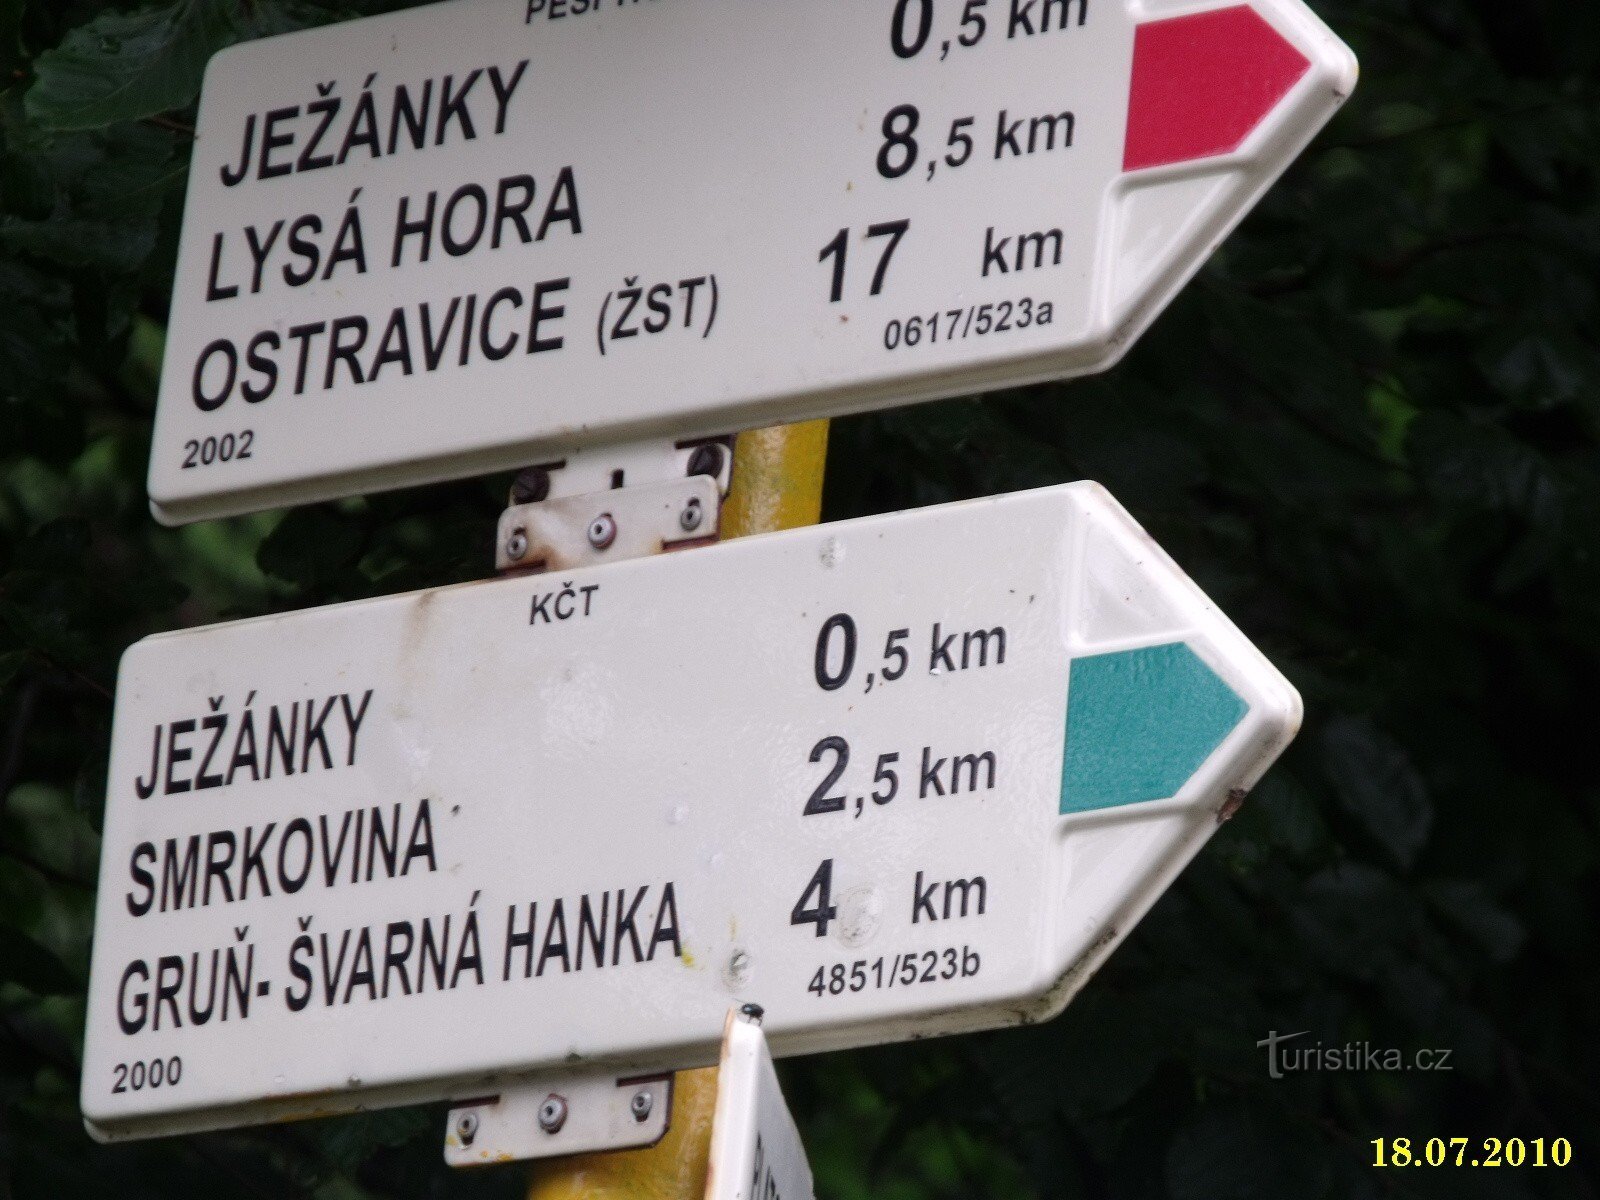 0,5 km
JEŽÁNKY
8,5 km
LYSÁ HORA
17 km
OSTRAVICE (ŽST)
0617/523a
2002
KČT
JEŽÁNKY 0,5 km
SMRKOVINA 2,5 km
GRUŇ- ŠVARNÁ HANKA 4 km
4851/523b
2000
Turistika.cz
18.07.2010